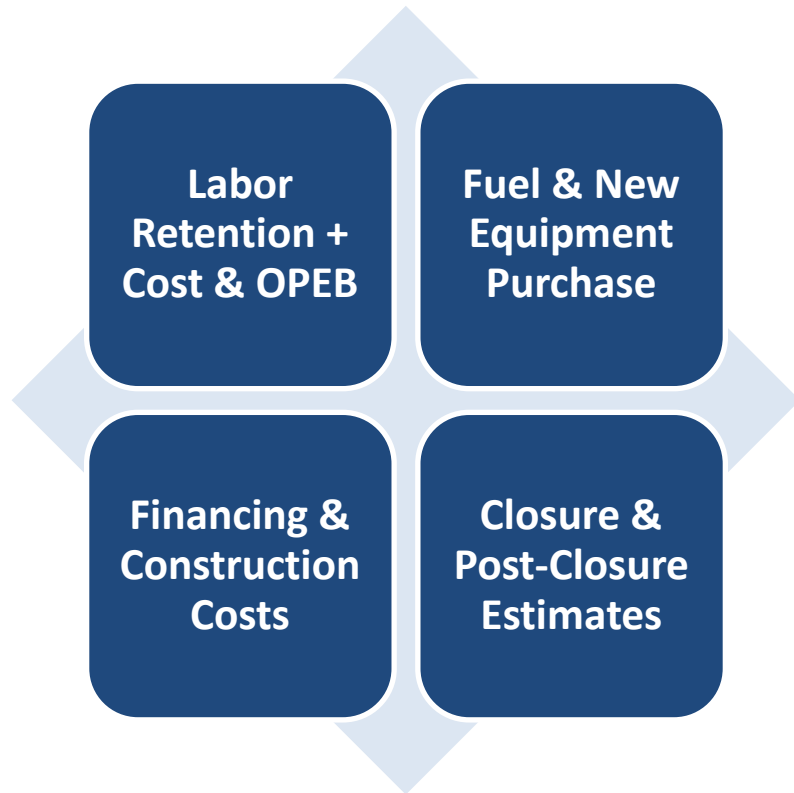 Labor
Retention +
Cost & OPEB
Fuel & New
Equipment
Purchase
Financing &
Construction
Costs
Closure &
Post-Closure
Estimates